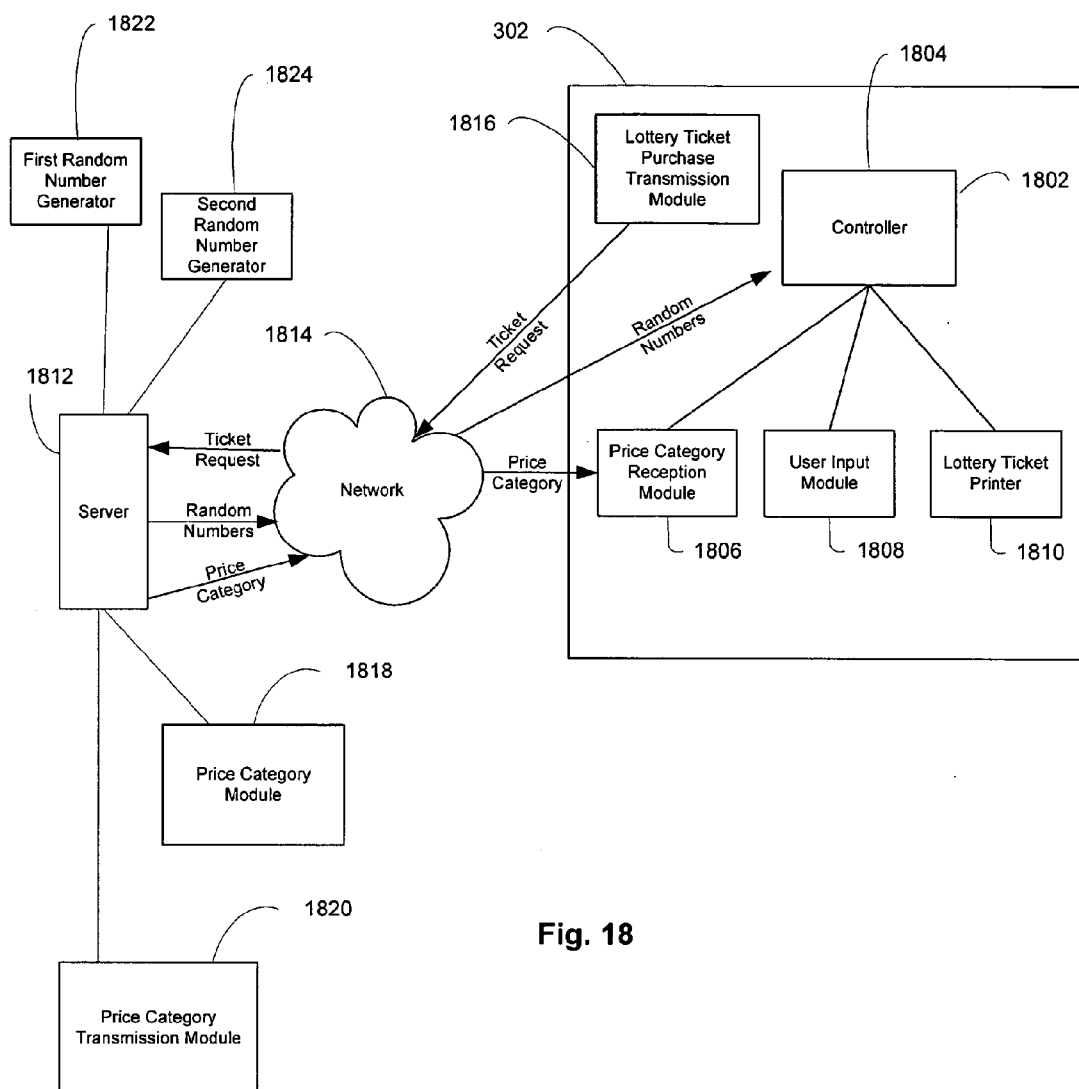 1822
302
1804
1824
1816
1802
First Random
Number
Generator
Lottery Ticket
Purchase
Transmission
Module
Second
Random
Number
Generator
Controller
1814
Ticket
Request
Random
Numbers
1812
Ticket
Request
Server
Random
Numbers
Price
Category
Network
Price
Category
Price Category
Reception
Module
User Input
Module
Lottery Ticket
Printer
1806
1808
1810
1818
Price Category
Module
1820
Price Category
Transmission Module
Fig. 18